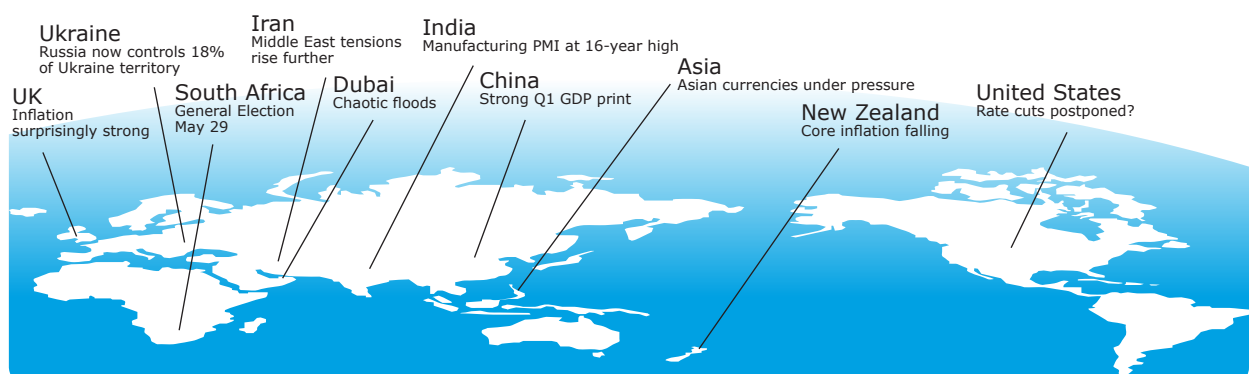 Ukraine
Russia now controls 18%
of Ukraine territory
Iran
Middle East tensions
rise further
India
Manufacturing PMI at 16-year high
UK
Inflation
surprisingly strong
South Africa
General Election
May 29
Dubai
Chaotic floods
China
Strong Q1 GDP print
Asia
Asian currencies under pressure
New Zealand
Core inflation falling
United States
Rate cuts postponed?